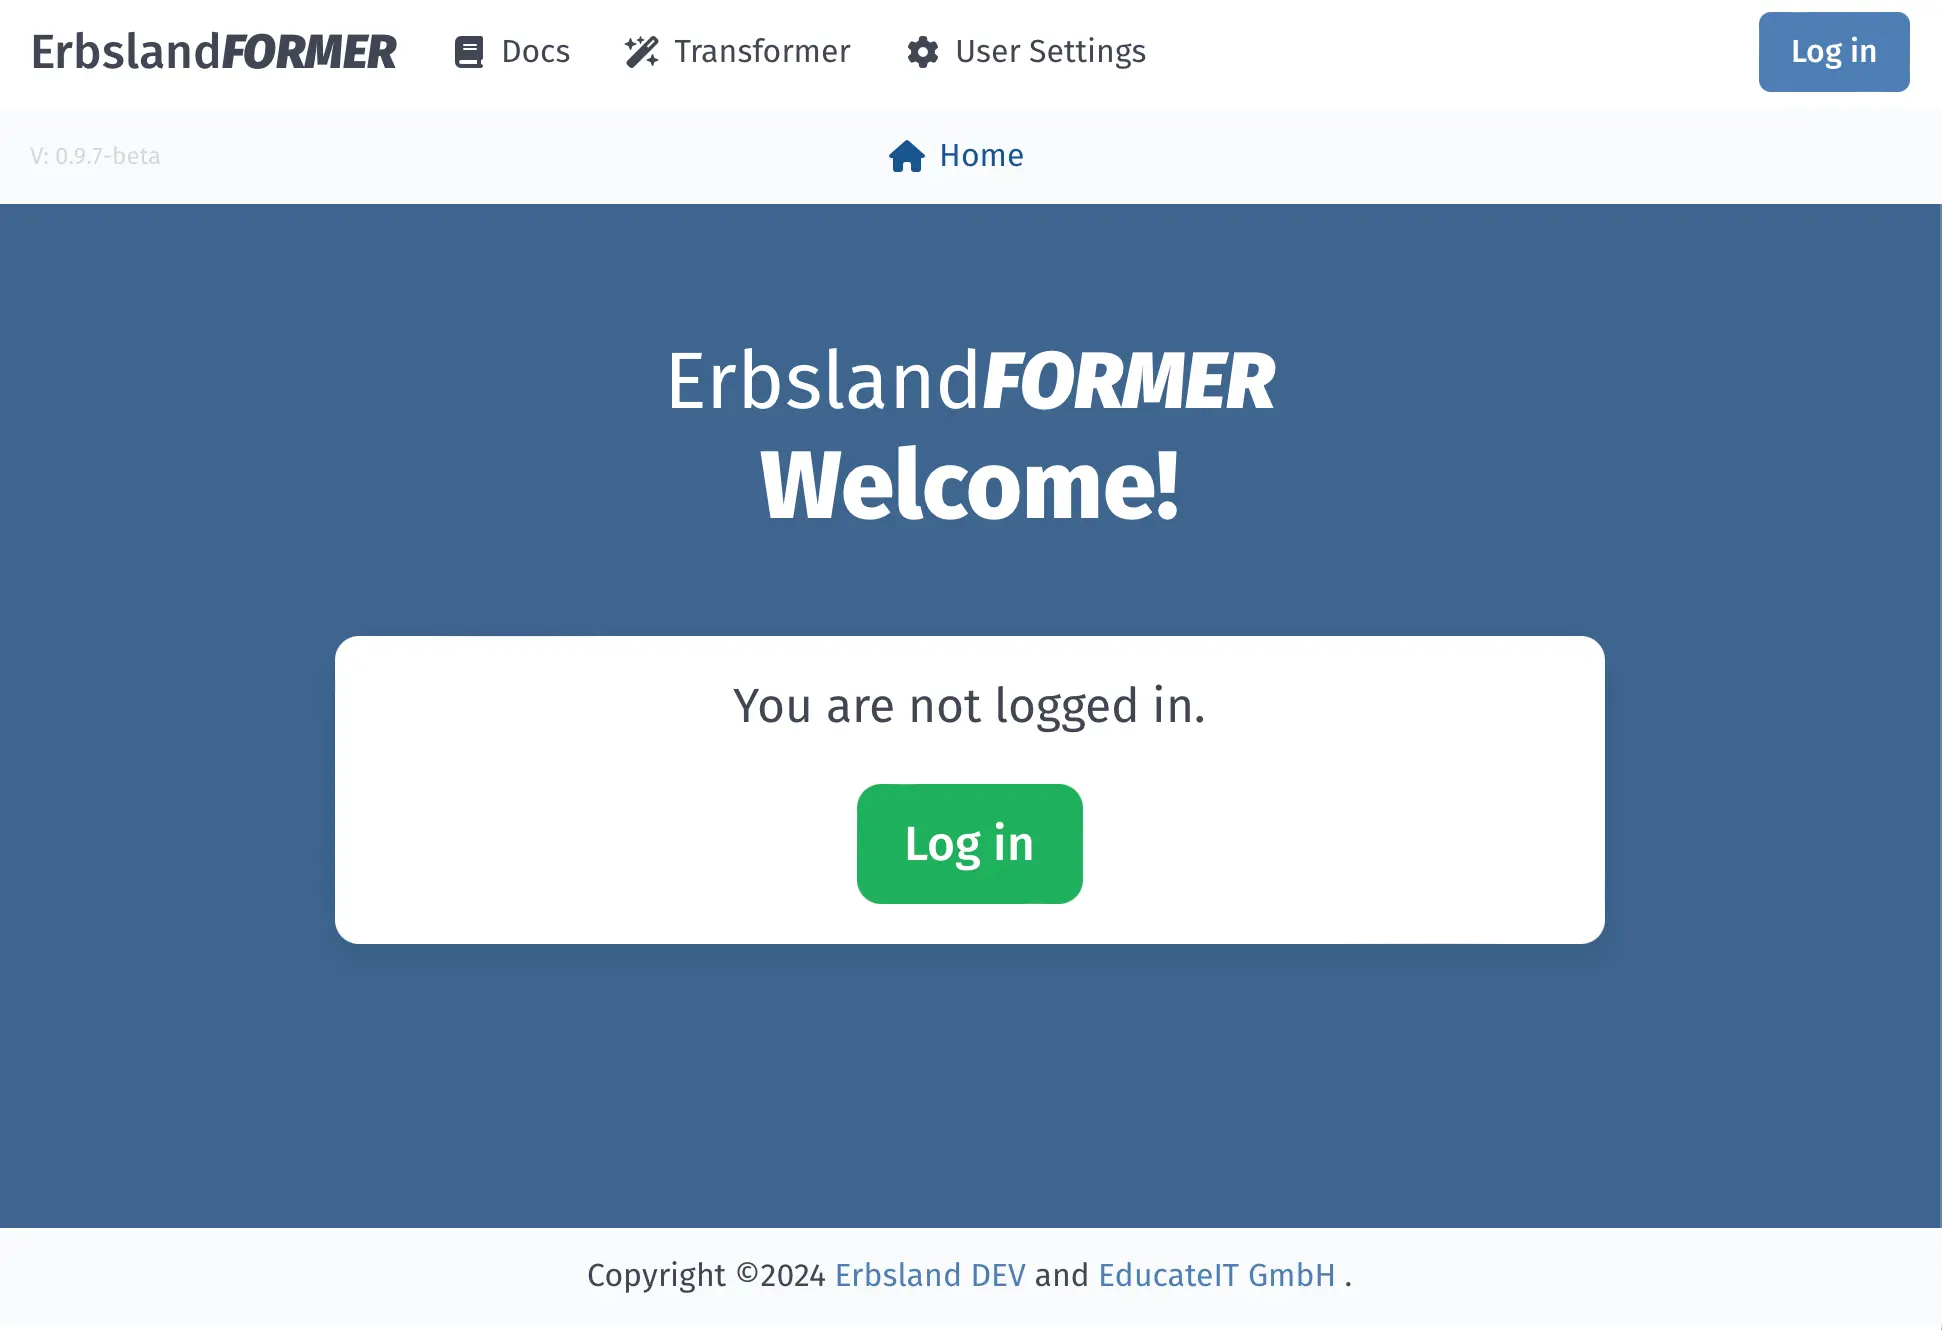 ErbslandFORMER Docs Transformer User Settings Log in
V: 0.9.7-beta Home
ErbslandFORMER
Welcome!
You are not logged in.
Log in
Copyright ©2024 Erbsland DEV and EducateIT GmbH .